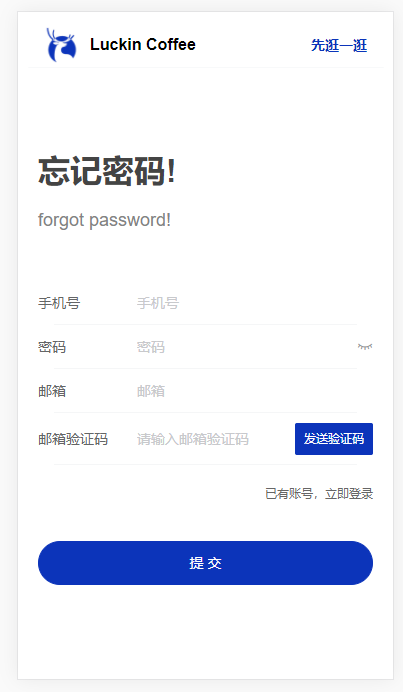 Luckin Coffee 先逛一逛
忘记密码!
forgot password!
手机号 手机号
密码 密码
邮箱 邮箱
邮箱验证码 请输入邮箱验证码 发送验证码
已有账号，立即登录
提 交